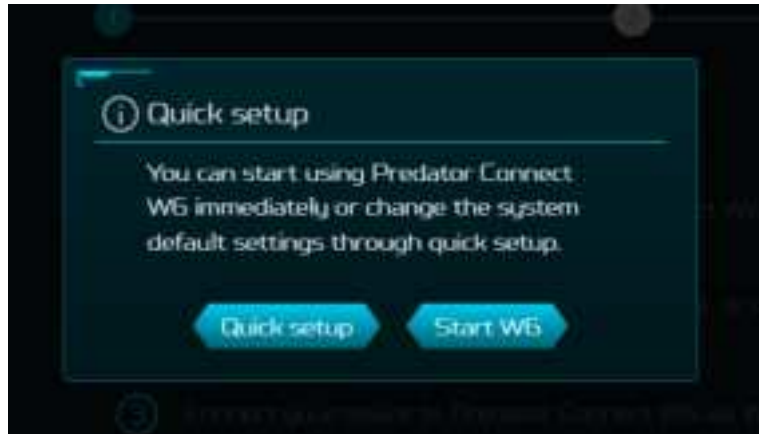 Quick setup
You can start using Predator Connect
W6 immediately or change the system
default settings through quick setup.
Quick setup
Start W6
3